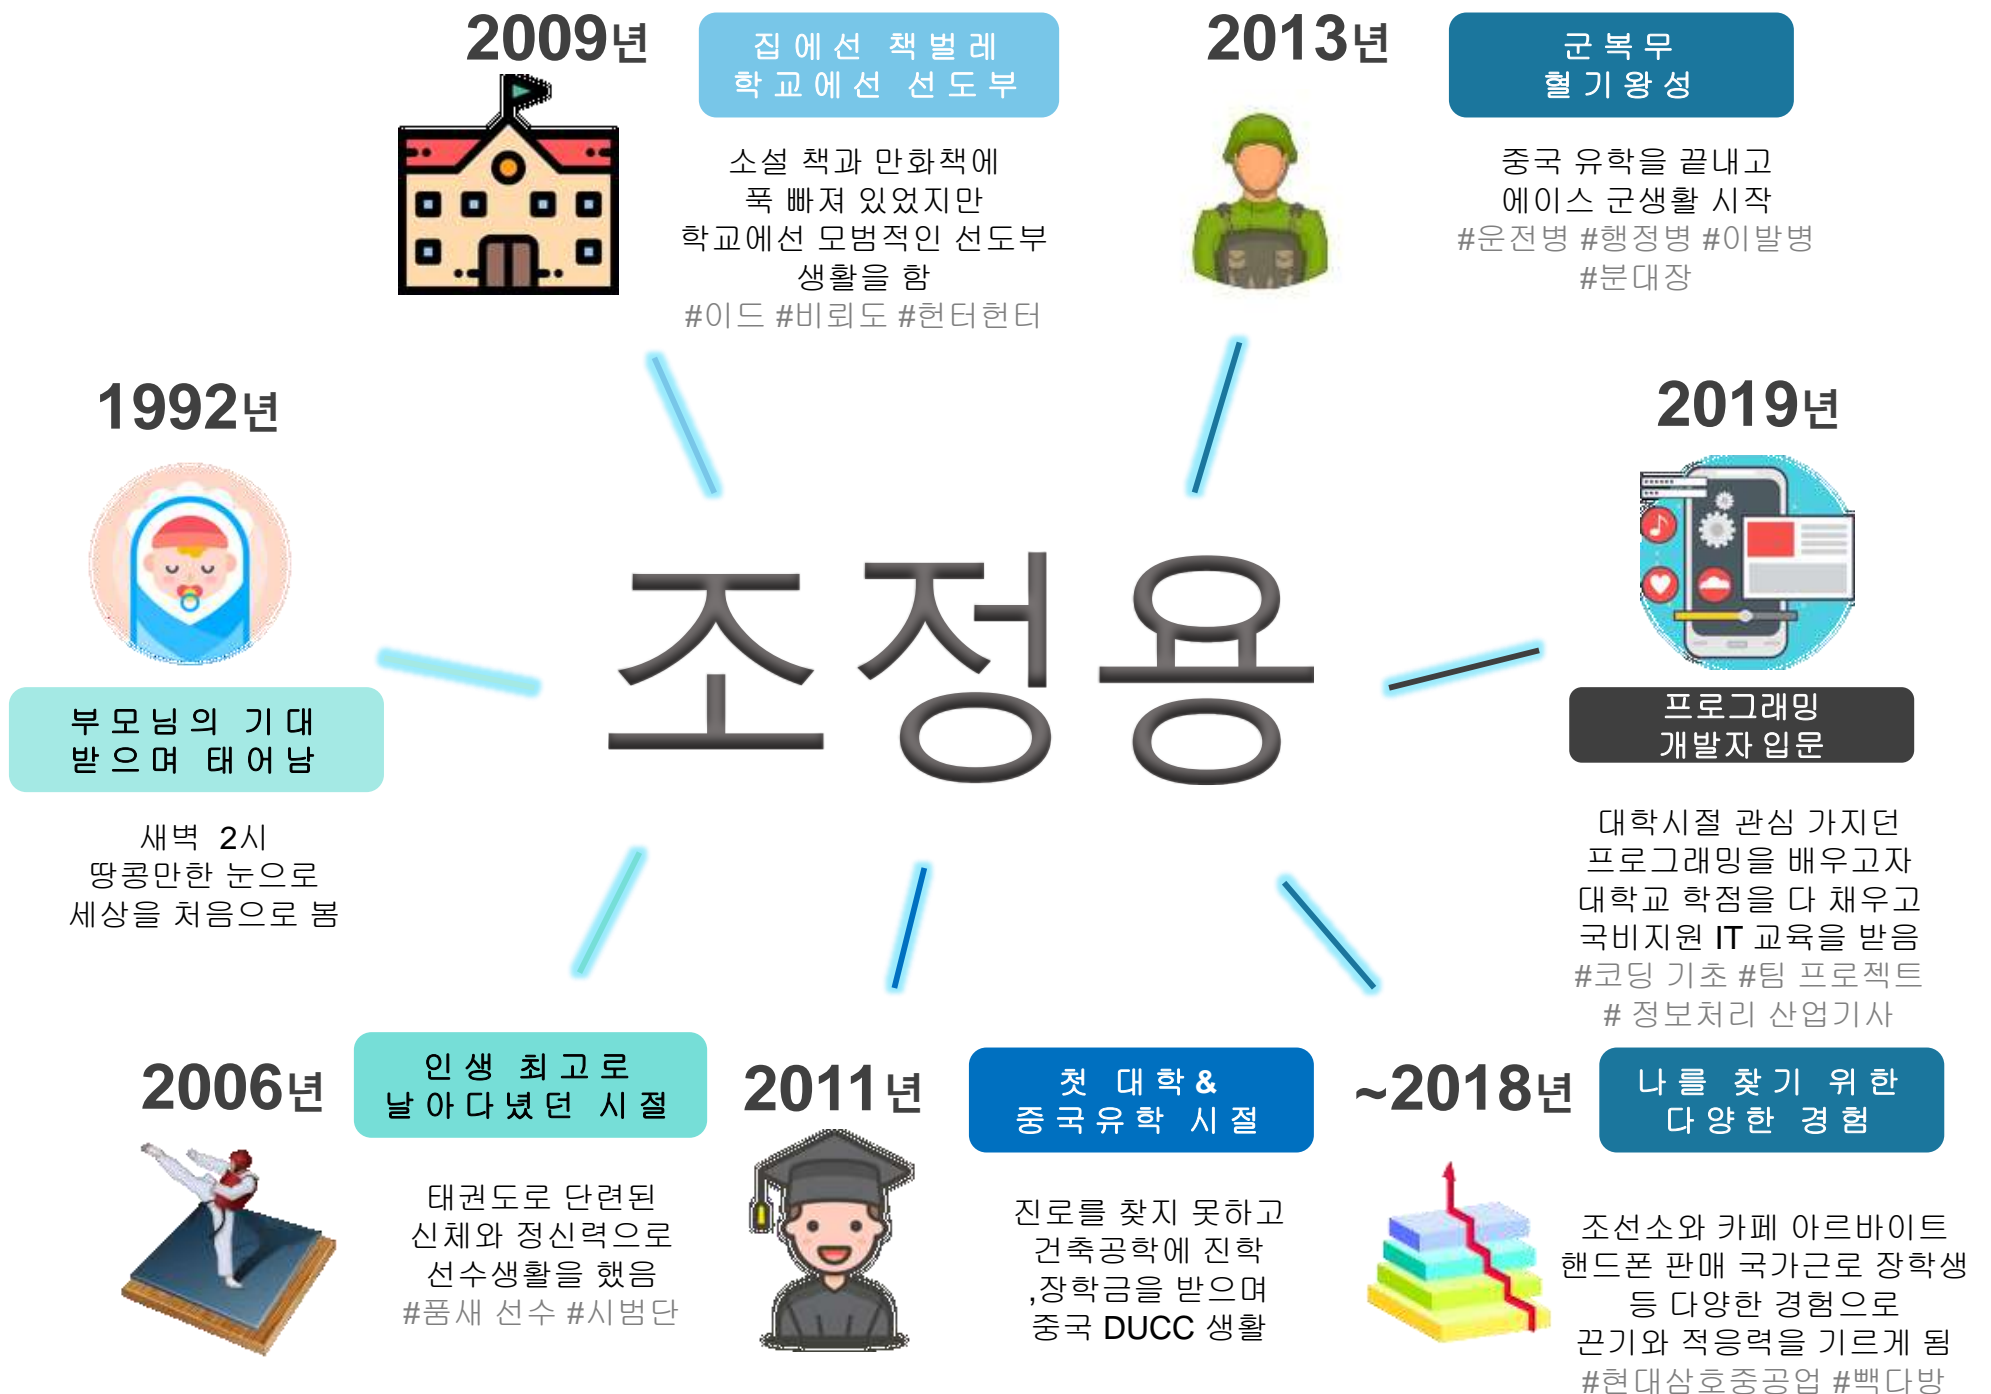 2009년
집에선 책벌레
학교에선 선도부
소설 책과 만화책에
푹 빠져 있었지만
학교에선 모범적인 선도부
생활을 함
#이드 #비뢰도 #헌터헌터
2013년
군복무
혈기왕성
중국 유학을 끝내고
에이스 군생활 시작
#운전병 #행정병 #이발병
#분대장
1992년
부모님의 기대
받으며 태어남
새벽 2시
땅콩만한 눈으로
세상을 처음으로 봄
조정용
2019년
프로그래밍
개발자 입문
대학시절 관심 가지던
프로그래밍을 배우고자
대학교 학점을 다 채우고
국비지원 IT 교육을 받음
#코딩 기초 #팀 프로젝트
# 정보처리 산업기사
2006년
인생 최고로
날아다녔던 시절
태권도로 단련된
신체와 정신력으로
선수생활을 했음
#품새 선수 #시범단
2011년
첫 대학&
중국유학 시절
진로를 찾지 못하고
건축공학에 진학
,장학금을 받으며
중국 DUCC 생활
~2018년
나를 찾기 위한
다양한 경험
조선소와 카페 아르바이트
핸드폰 판매 국가근로 장학생
등 다양한 경험으로
끈기와 적응력을 기르게 됨
#현대삼호중공업 #빽다방